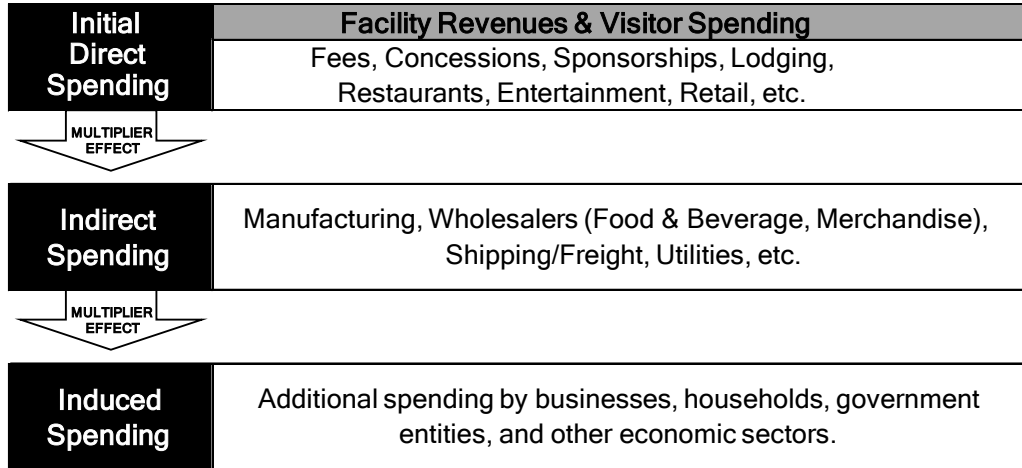 Initial
Direct
Spending
Facility Revenues & Visitor Spending
Fees, Concessions, Sponsorships, Lodging,
Restaurants, Entertainment, Retail, etc.
MULTIPLIER
EFFECT
Indirect
Spending
Manufacturing, Wholesalers (Food & Beverage, Merchandise),
Shipping/Freight, Utilities, etc.
MULTIPLIER
EFFECT
Induced
Spending
Additional spending by businesses, households, government
entities, and other economic sectors.